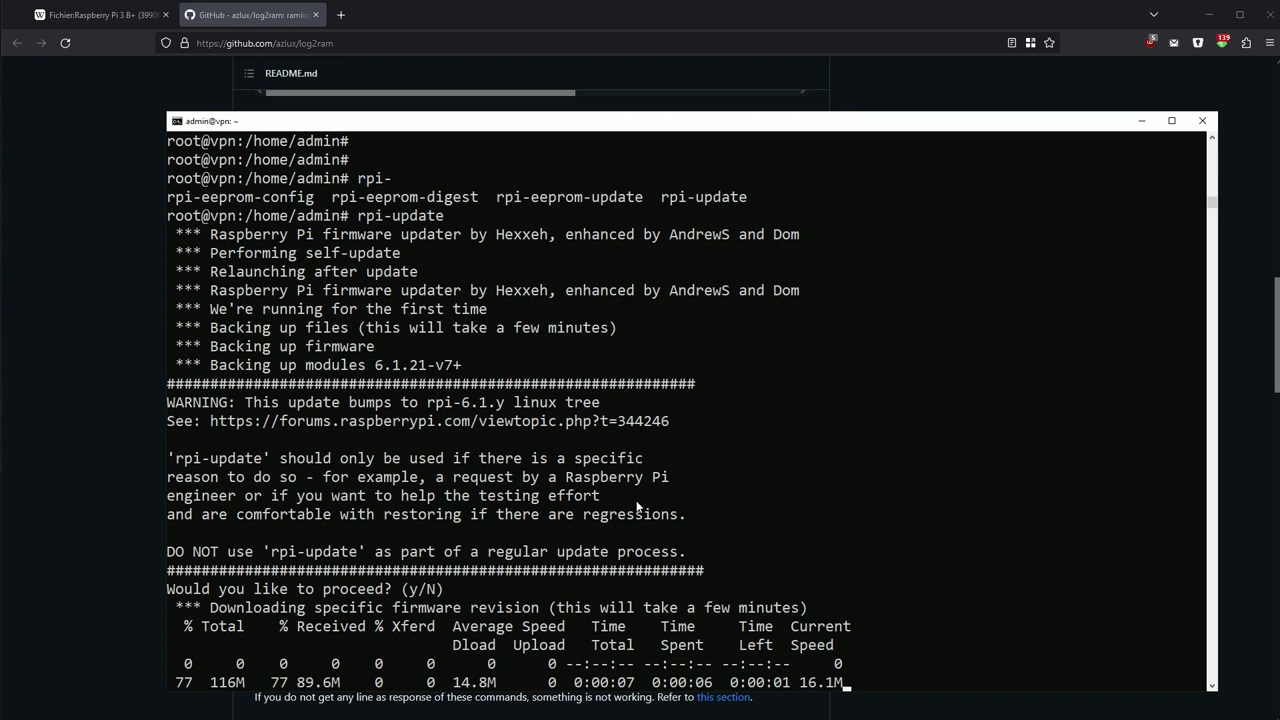 Fichier:Raspberry Pi 3 B+ (3990
GitHub - azlux/log2ram: ramlo
https://github.com/azlux/log2ram
5
139
README.md
admin@vpn: ~
root@vpn:/home/admin#
root@vpn:/home/admin#
root@vpn:/home/admin# rpi-
rpi-eeprom-config  rpi-eeprom-digest  rpi-eeprom-update  rpi-update
root@vpn:/home/admin# rpi-update
*** Raspberry Pi firmware updater by Hexxeh, enhanced by AndrewS and Dom
*** Performing self-update
*** Relaunching after update
*** Raspberry Pi firmware updater by Hexxeh, enhanced by AndrewS and Dom
*** We're running for the first time
*** Backing up files (this will take a few minutes)
*** Backing up firmware
*** Backing up modules 6.1.21-v7+
#############################################################
WARNING: This update bumps to rpi-6.1.y linux tree
See: https://forums.raspberrypi.com/viewtopic.php?t=344246
'rpi-update' should only be used if there is a specific
reason to do so - for example, a request by a Raspberry Pi
engineer or if you want to help the testing effort
and are comfortable with restoring if there are regressions.
DO NOT use 'rpi-update' as part of a regular update process.
##############################################################
Would you like to proceed? (y/N)
*** Downloading specific firmware revision (this will take a few minutes)
% Total    % Received % Xferd  Average Speed   Time    Time     Time  Current
Dload  Upload   Total   Spent    Left  Speed
0     0    0     0    0     0      0      0 --:--:-- --:--:-- --:--:--     0
77  116M   77 89.6M    0     0  14.8M      0  0:00:07  0:00:06  0:00:01 16.1M
If you do not get any line as response of these commands, something is not working. Refer to this section.